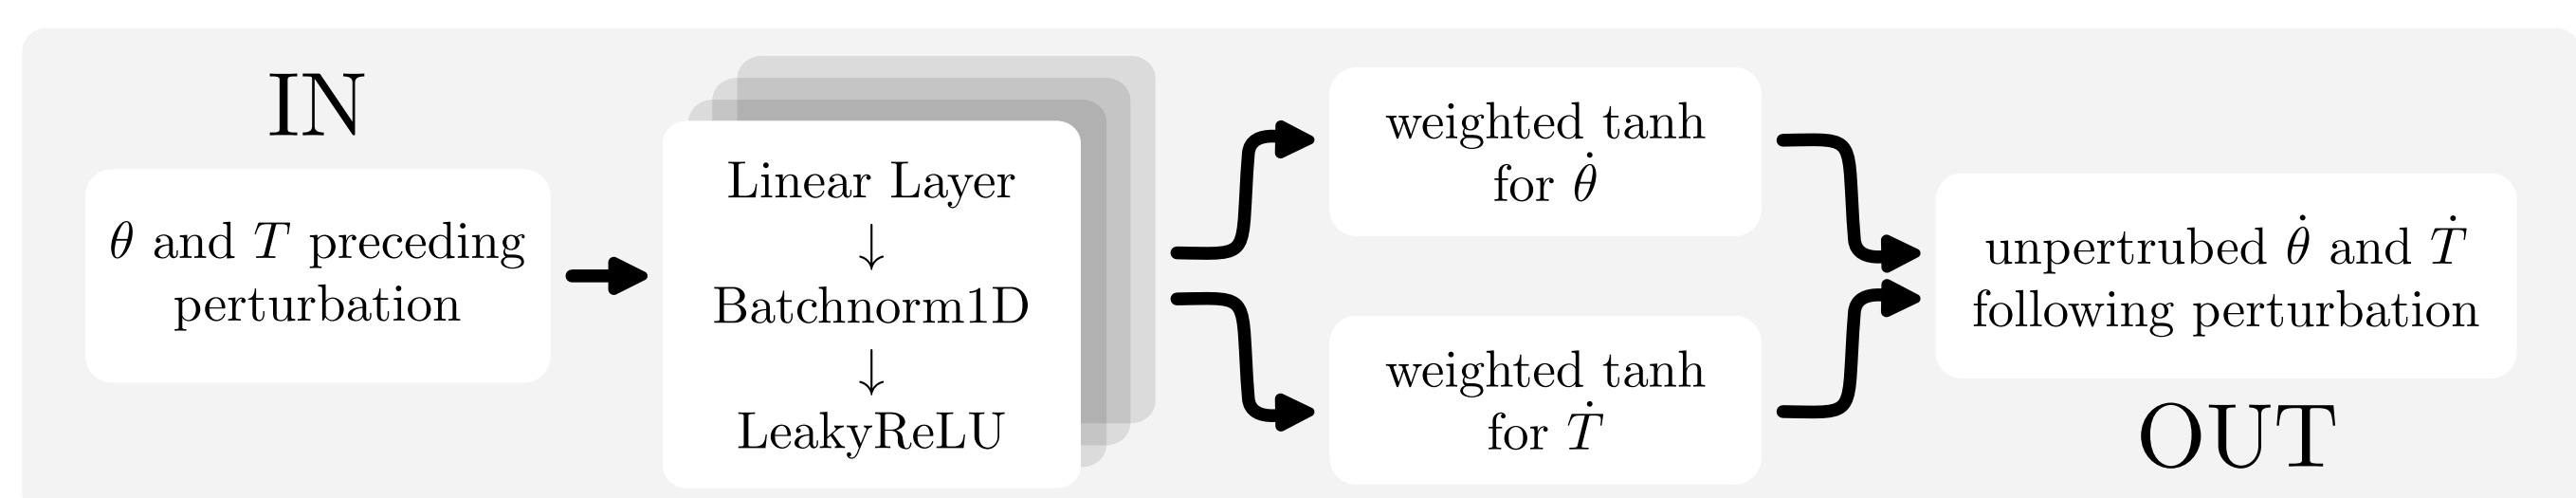 IN
θ and T preceding
perturbation
Linear Layer
↓
Batchnorm1D
↓
LeakyReLU
weighted tanh
for θ̇
weighted tanh
for Ṫ
unpertrubed θ̇ and Ṫ
following perturbation
OUT